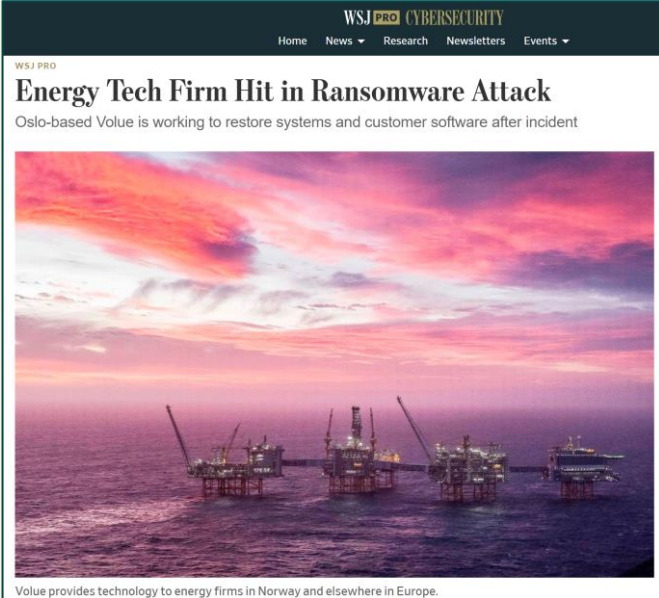 WSJ PRO CYBERSECURITY
Home News Research Newsletters Events
WSJ PRO
Energy Tech Firm Hit in Ransomware Attack
Oslo-based Volue is working to restore systems and customer software after incident
Volue provides technology to energy firms in Norway and elsewhere in Europe.